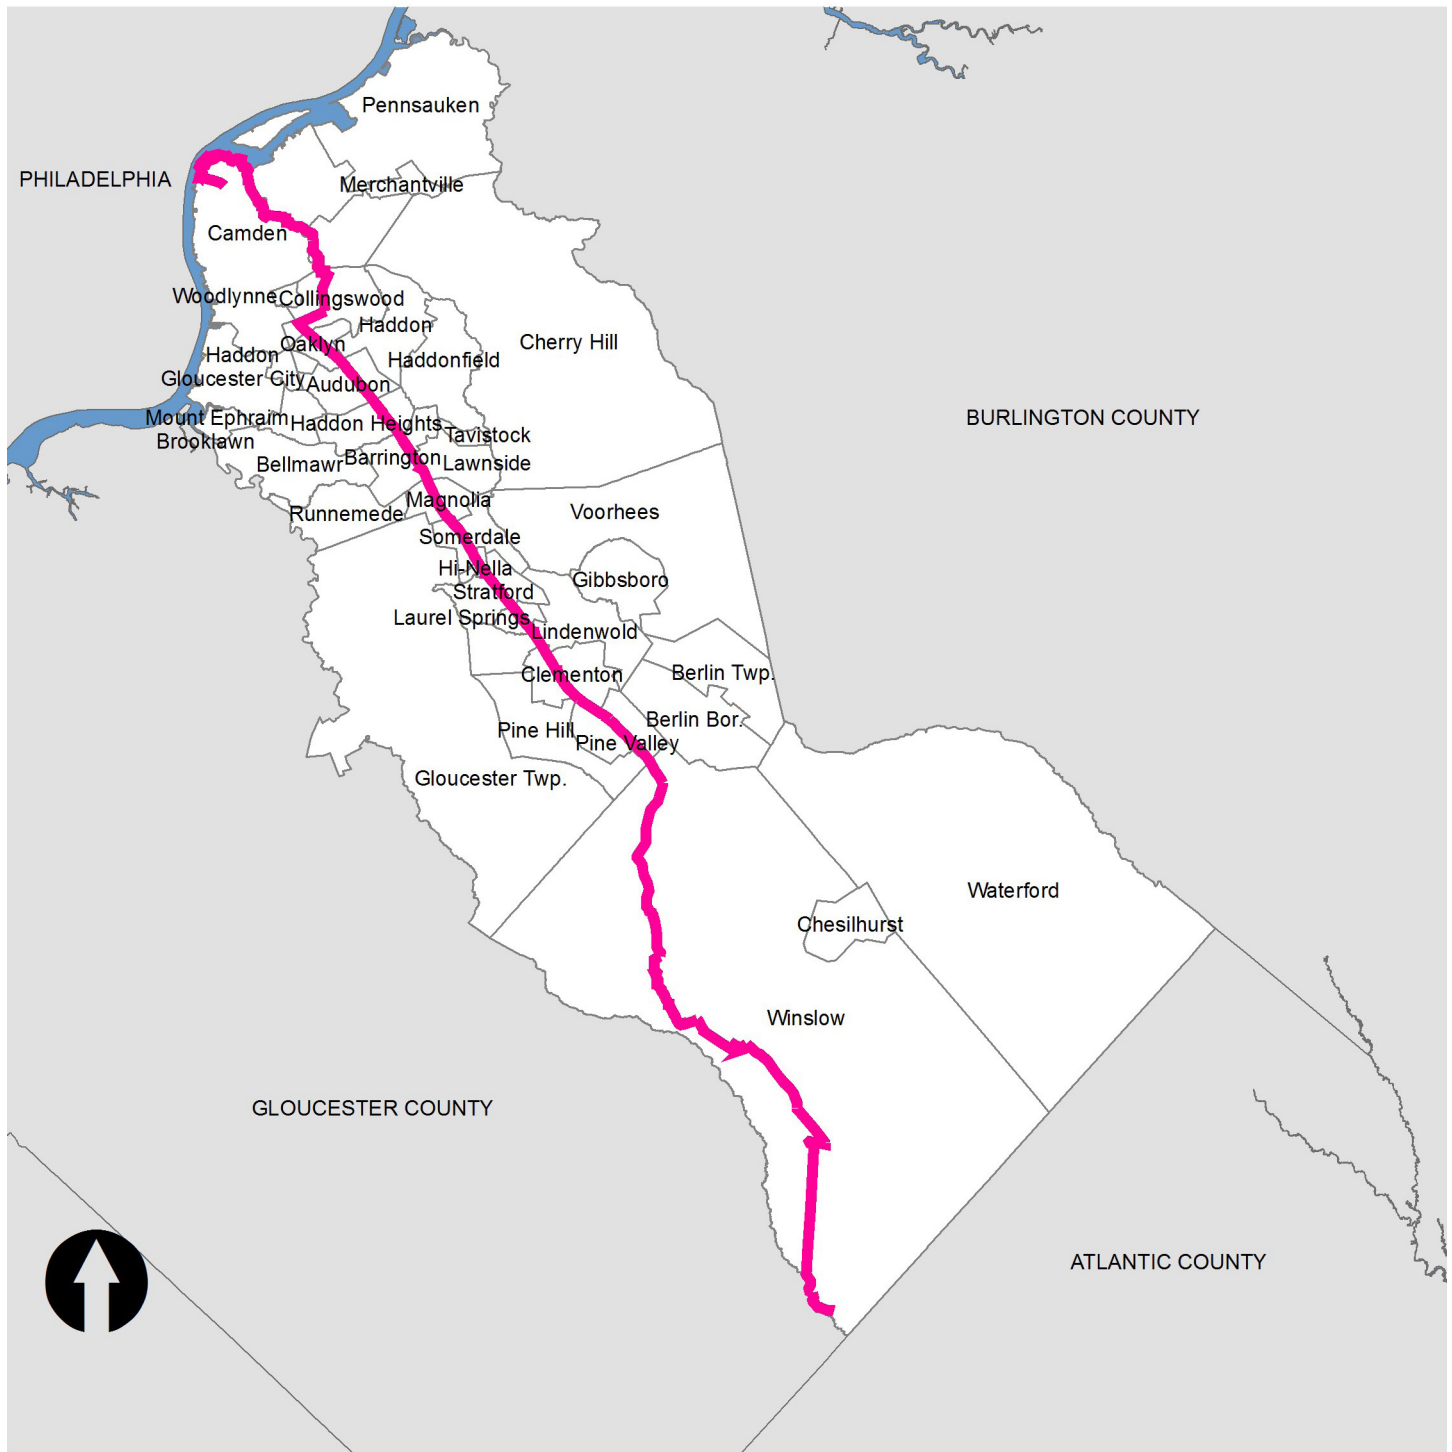 Pennsauken
PHILADELPHIA
Merchantville
Camden
Woodlynne
Collingswood
Haddon
Cherry Hill
Oaklyn
Haddon
Haddonfield
Gloucester City
Audubon
BURLINGTON COUNTY
Mount Ephraim
Haddon Heights
Tavistock
Brooklawn
Bellmawr
Barrington
Lawnside
Magnolia
Runnemede
Voorhees
Somerdale
Hi-Nella
Gibbsboro
Stratford
Laurel Springs
Lindenwold
Clementon
Berlin Twp.
Berlin Bor.
Pine Hill
Pine Valley
Gloucester Twp.
Waterford
Chesilhurst
Winslow
GLOUCESTER COUNTY
ATLANTIC COUNTY